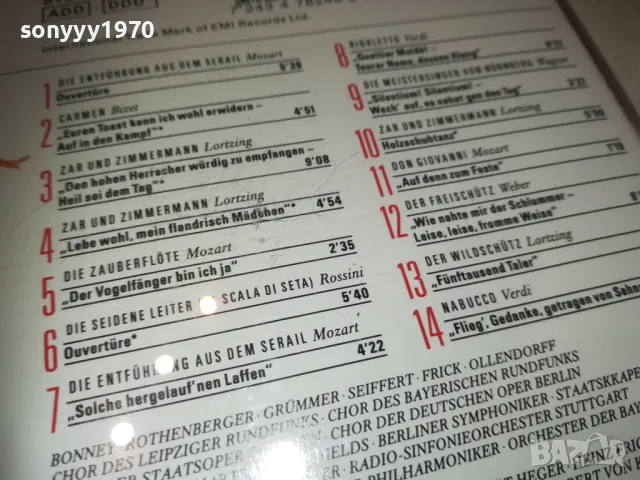 sonyyy1970
ADD · DDD
Mark of EMI Records Ltd.
1
DIE ENTFÜHRUNG AUS DEM SERAIL Mozart
Ouvertüre 5'39
2
CARMEN Bizet
„Euren Toast kann ich wohl erwidern –
Auf in den Kampf"* 4'51
3
ZAR UND ZIMMERMANN Lortzing
„Den hohen Herrscher würdig zu empfangen –
Heil sei dem Tag"* 9'08
4
ZAR UND ZIMMERMANN Lortzing
„Lebe wohl, mein flandrisch Mädchen"* 4'54
5
DIE ZAUBERFLÖTE Mozart
„Der Vogelfänger bin ich ja" 2'35
6
DIE SEIDENE LEITER SCALA DI SETA) Rossini
Ouvertüre* 5'40
7
DIE ENTFÜHRUNG AUS DEM SERAIL Mozart
„Solche hergelauf'nen Laffen" 4'22
8
RIGOLETTO Verdi
Teurer Name, dessen Klang"
9
DIE MEISTERSINGER VON NÜRNBERG Wagner
„Silentium! Silentium! –
Wach' auf, es nahet gen den Tag"
10
ZAR UND ZIMMERMANN Lortzing
Holzschuhtanz*
11
DON GIOVANNI Mozart
„Auf denn zum Feste"
12
DER FREISCHÜTZ Weber
„Wie nahte mir der Schlummer –
Leise, leise, fromme Weise"
13
DER WILDSCHÜTZ Lortzing
„Fünftausend Taler"
14
NABUCCO Verdi
„Flieg', Gedanke, getragen von
BONNEY · ROTHENBERGER · GRÜMMER · SEIFFERT · FRICK · OLLENDORFF
CHOR DES LEIPZIGER RUNDFUNKS · CHOR DES BAYERISCHEN RUNDFUNKS
STAATSOPER CHOR DER DEUTSCHEN OPER BERLIN
FIELDS · BERLINER SYMPHONIKER · STAATSKAPE
RADIO-SINFONIEORCHESTER STUTTGART
PHILHARMONIKER · ORCHESTER DER BA
HEGER · HEINZ FRIC
BAZAR